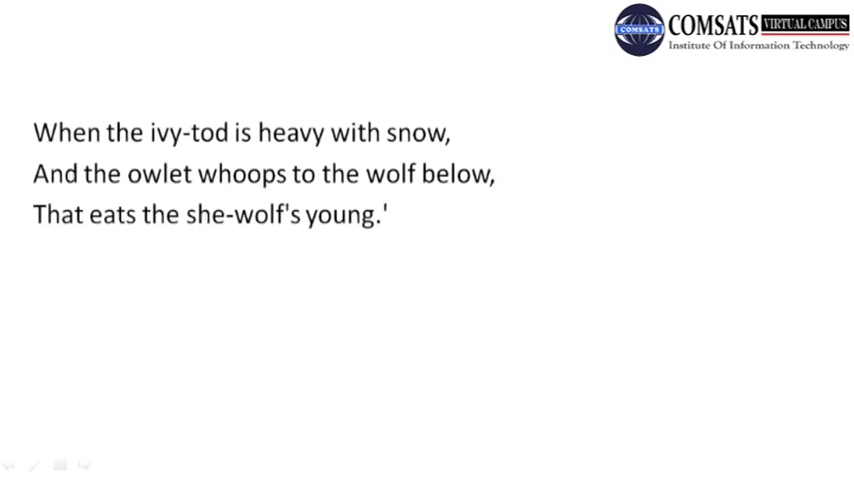 COMSATS VIRTUAL CAMPUS
COMSATS
Institute Of Information Technology
When the ivy-tod is heavy with snow,
And the owlet whoops to the wolf below,
That eats the she-wolf's young.'